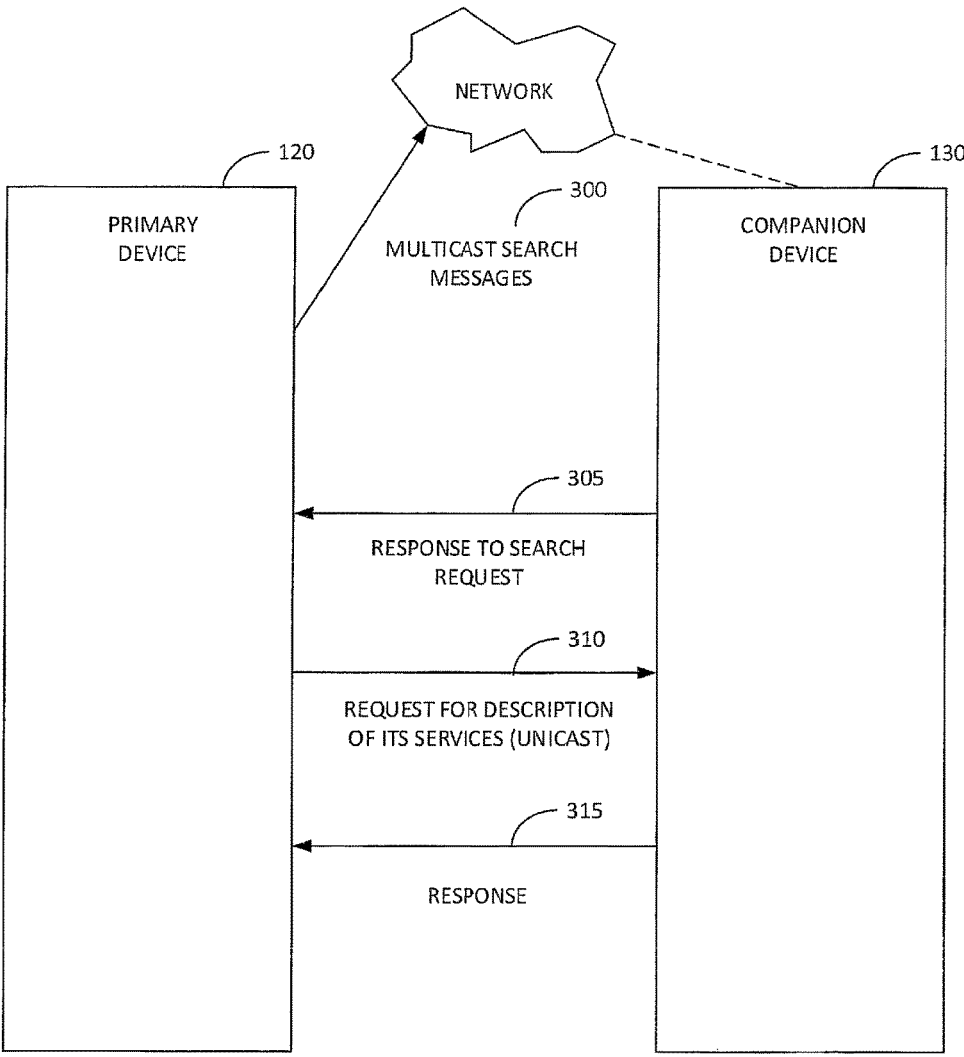 NETWORK
120
130
300
PRIMARY
DEVICE
COMPANION
DEVICE
MULTICAST SEARCH
MESSAGES
305
RESPONSE TO SEARCH
REQUEST
310
REQUEST FOR DESCRIPTION
OF ITS SERVICES (UNICAST)
315
RESPONSE